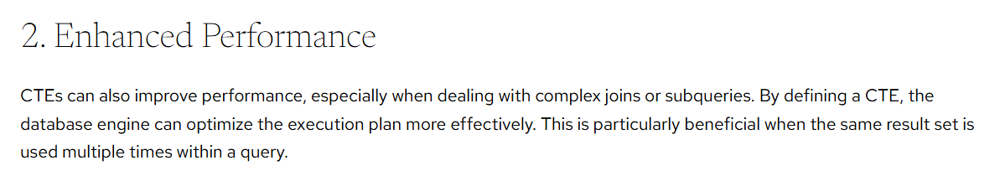 2. Enhanced Performance
CTEs can also improve performance, especially when dealing with complex joins or subqueries. By defining a CTE, the
database engine can optimize the execution plan more effectively. This is particularly beneficial when the same result set is
used multiple times within a query.